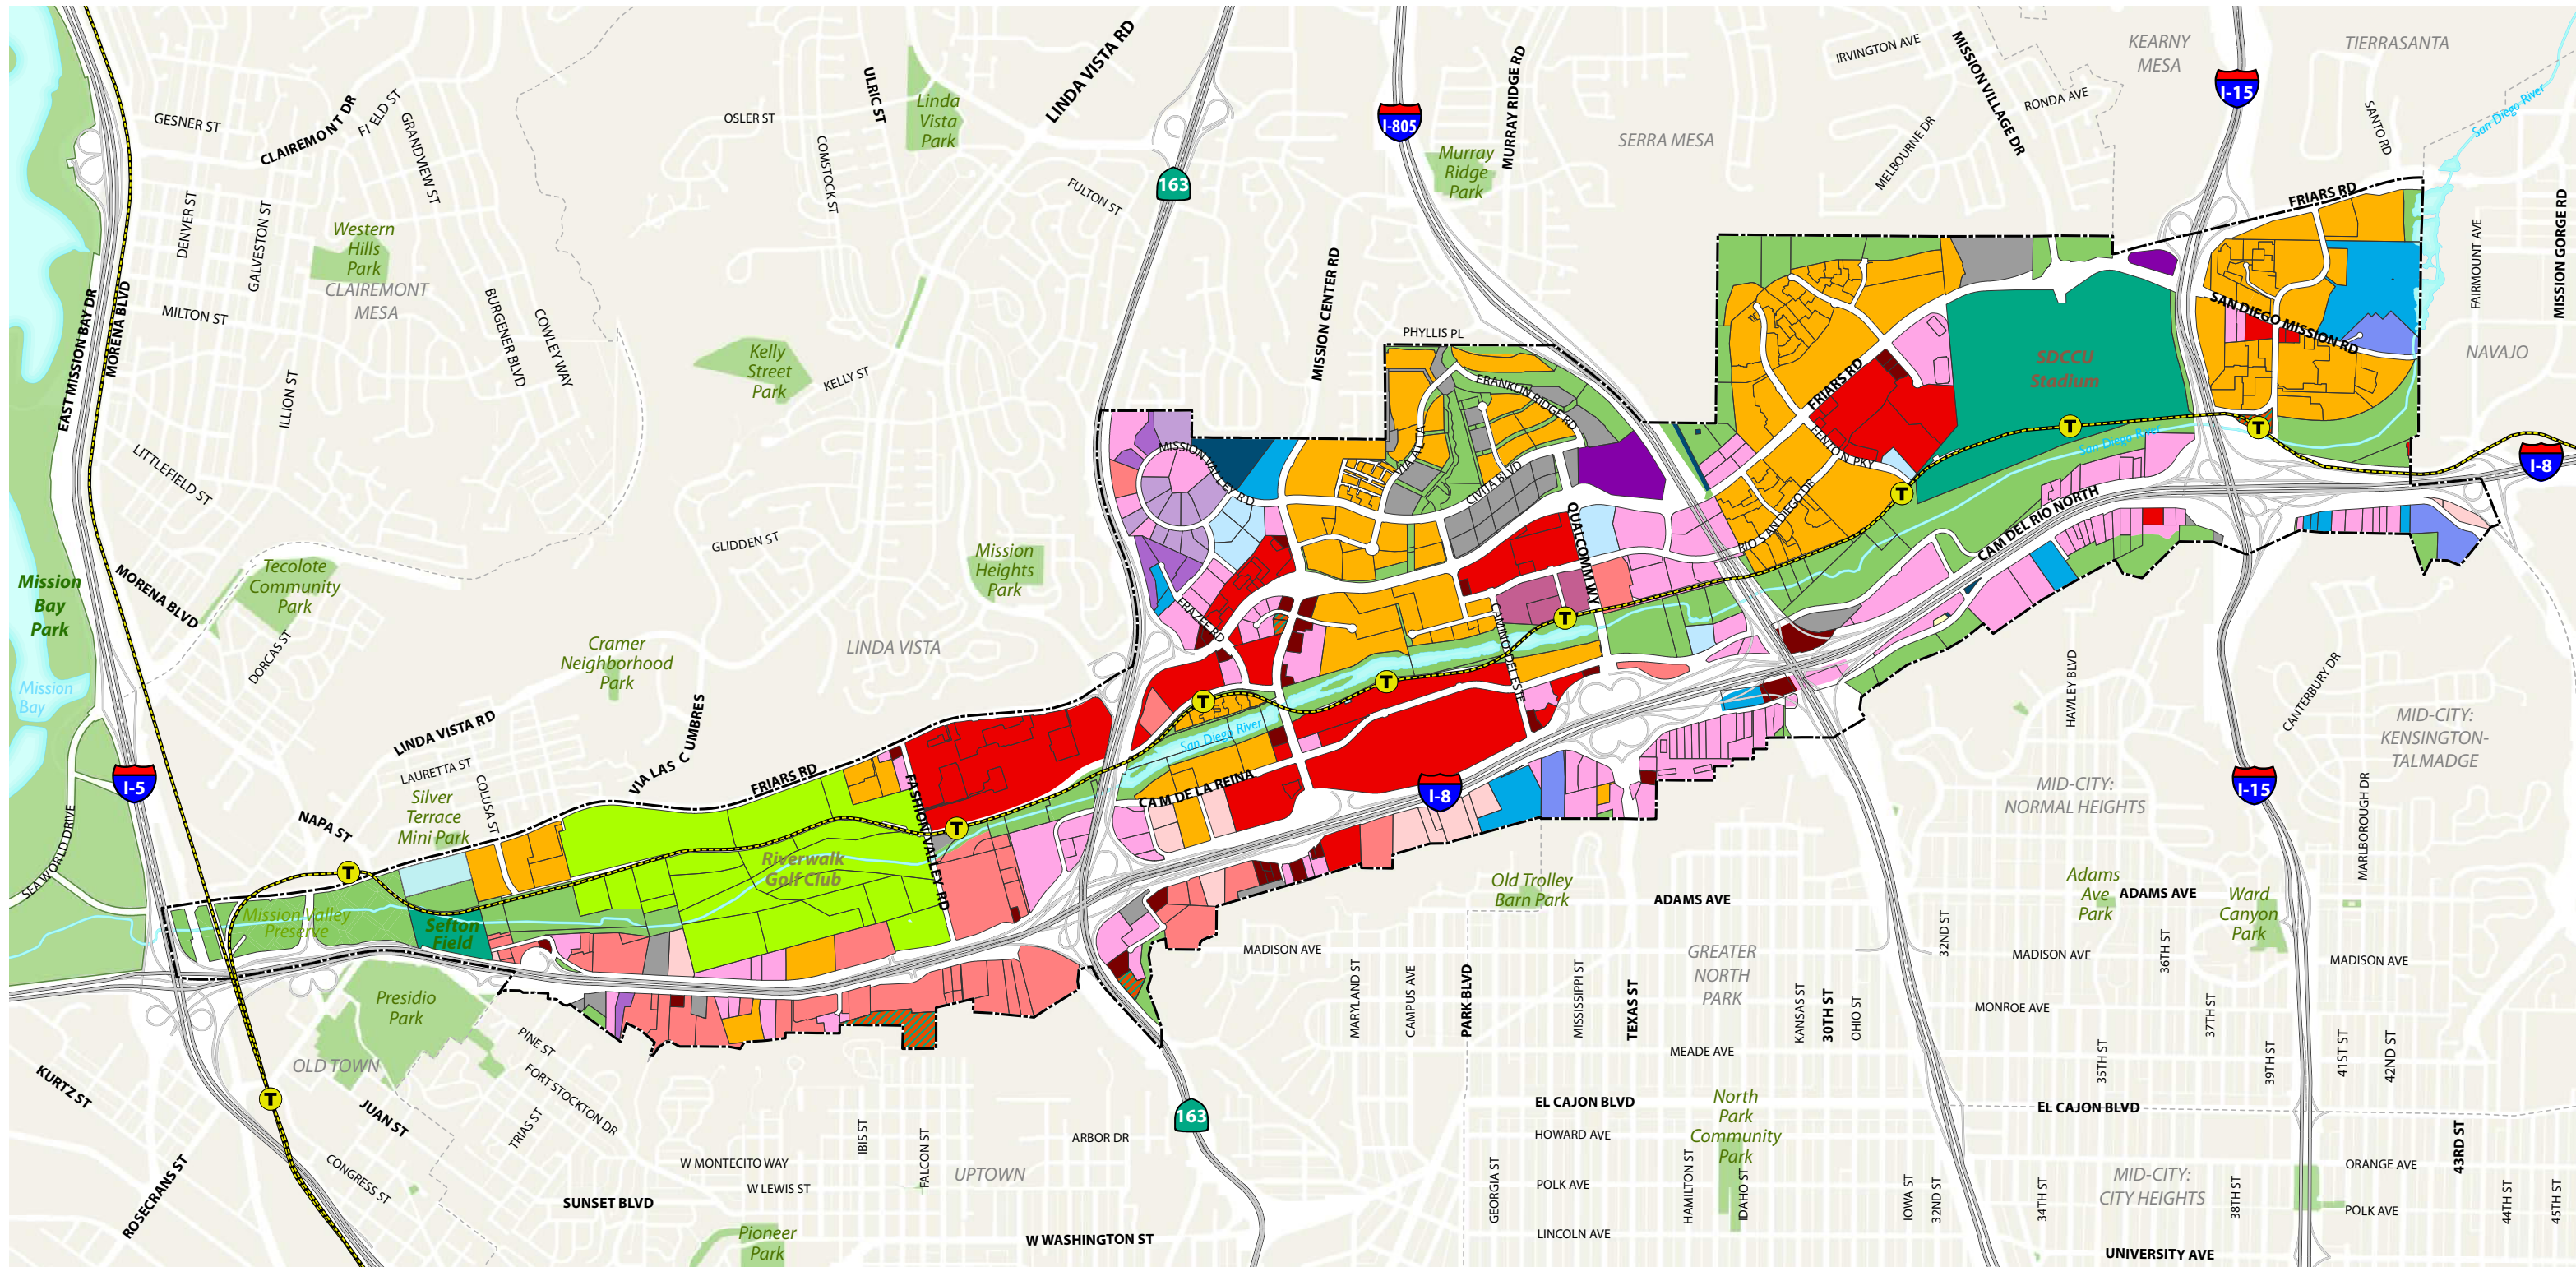 KEARNY
MESA
TIERRASANTA
IRVINGTON AVE
MISSION VILLAGE DR
LINDA VISTA RD
ULRIC ST
MURRAY RIDGE RD
I-15
RONDA AVE
SANTO RD
San Diego River
GESNER ST
CLAIREMONT DR
FIELD ST
GRANDVIEW ST
OSLER ST
Linda
Vista
Park
I-805
SERRA MESA
MELBOURNE DR
COMSTOCK ST
Murray
Ridge
Park
163
FULTON ST
FRIARS RD
DENVER ST
GALVESTON ST
Western
Hills
Park
CLAIREMONT
MESA
MISSION CENTER RD
FAIRMOUNT AVE
MISSION GORGE RD
EAST MISSION BAY DR
MORENA BLVD
MILTON ST
BURGENER BLVD
COWLEY WAY
PHYLLIS PL
SAN DIEGO MISSION RD
NAVAJO
SDCCU
Stadium
Kelly
Street
Park
KELLY ST
ILLION ST
FRANKLIN RIDGE RD
FRIARS RD
VIA ALTA
CIVITA BLVD
FENTON PKY
San Diego River
T
T
I-8
LITTLEFIELD ST
MISSION VALLEY RD
T
RIO SAN DIEGO DR
CAM DEL RIO NORTH
QUALCOMM WY
GLIDDEN ST
Mission
Heights
Park
Tecolote
Community
Park
Mission
Bay
Park
MORENA BLVD
DORCAS ST
FRAZEE RD
CAMINO DEL ESTE
T
Cramer
Neighborhood
Park
LINDA VISTA
Mission
Bay
T
T
San Diego River
HAWLEY BLVD
CANTERBURY DR
MID-CITY:
KENSINGTON-
TALMADGE
LINDA VISTA RD
VIA LAS CUMBRES
LAURETTA ST
COLUSA ST
FRIARS RD
FASHION VALLEY RD
CAM DE LA REINA
I-8
I-5
I-15
MID-CITY:
NORMAL HEIGHTS
MARLBOROUGH DR
Silver
Terrace
Mini Park
NAPA ST
SEA WORLD DRIVE
T
T
Riverwalk
Golf Club
Old Trolley
Barn Park
ADAMS AVE
Adams
Ave
Park
ADAMS AVE
Ward
Canyon
Park
Mission Valley
Preserve
Sefton
Field
MADISON AVE
GREATER
NORTH
PARK
32ND ST
MADISON AVE
36TH ST
MADISON AVE
Presidio
Park
MARYLAND ST
CAMPUS AVE
PARK BLVD
MISSISSIPPI ST
TEXAS ST
KANSAS ST
30TH ST
OHIO ST
MONROE AVE
37TH ST
PINE ST
OLD TOWN
FORT STOCKTON DR
MEADE AVE
35TH ST
39TH ST
41ST ST
42ND ST
KURTZ ST
T
JUAN ST
TRIAS ST
163
EL CAJON BLVD
North
Park
Community
Park
EL CAJON BLVD
HOWARD AVE
IBIS ST
FALCON ST
ARBOR DR
43RD ST
CONGRESS ST
ROSECRANS ST
W MONTECITO WAY
W LEWIS ST
UPTOWN
SUNSET BLVD
GEORGIA ST
POLK AVE
HAMILTON ST
IDAHO ST
IOWA ST
32ND ST
34TH ST
MID-CITY:
CITY HEIGHTS
38TH ST
ORANGE AVE
POLK AVE
44TH ST
45TH ST
Pioneer
Park
W WASHINGTON ST
LINCOLN AVE
UNIVERSITY AVE